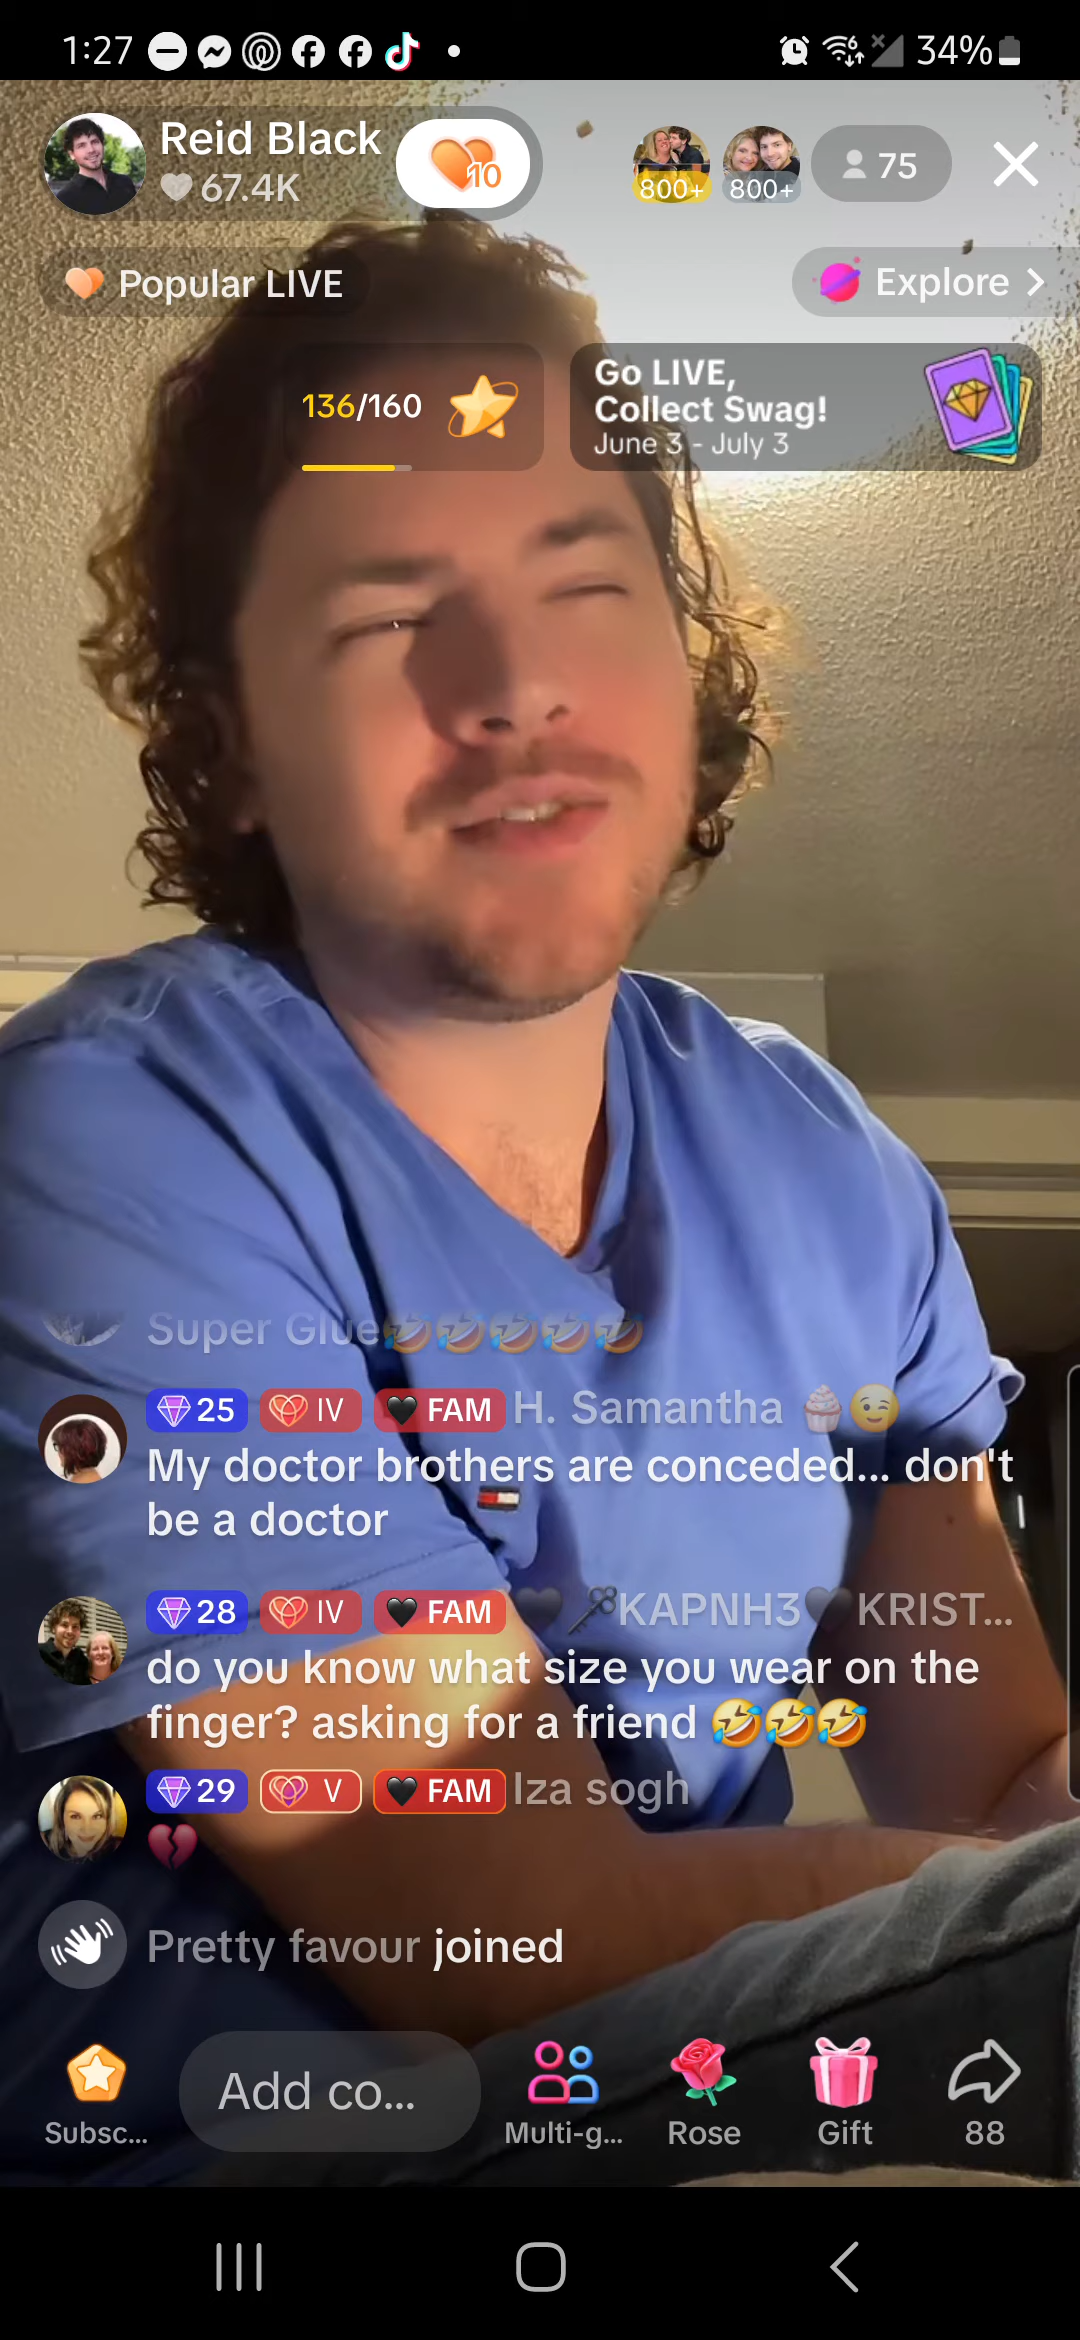 1:27
34%
Reid Black
67.4K
10
800+
800+
75
Popular LIVE
Explore >
136/160
Go LIVE,
Collect Swag!
June 3 - July 3
Super Glue🤣🤣🤣🤣🤣
25 IV 🖤 FAM H. Samantha 🧁😉
My doctor brothers are conceded... don't
be a doctor
28 IV 🖤 FAM 🖤🗝KAPNH3🖤KRIST...
do you know what size you wear on the
finger? asking for a friend 🤣🤣🤣
29 V 🖤 FAM Iza sogh
💔
Pretty favour joined
Add co...
Subsc...
Multi-g...
Rose
Gift
88